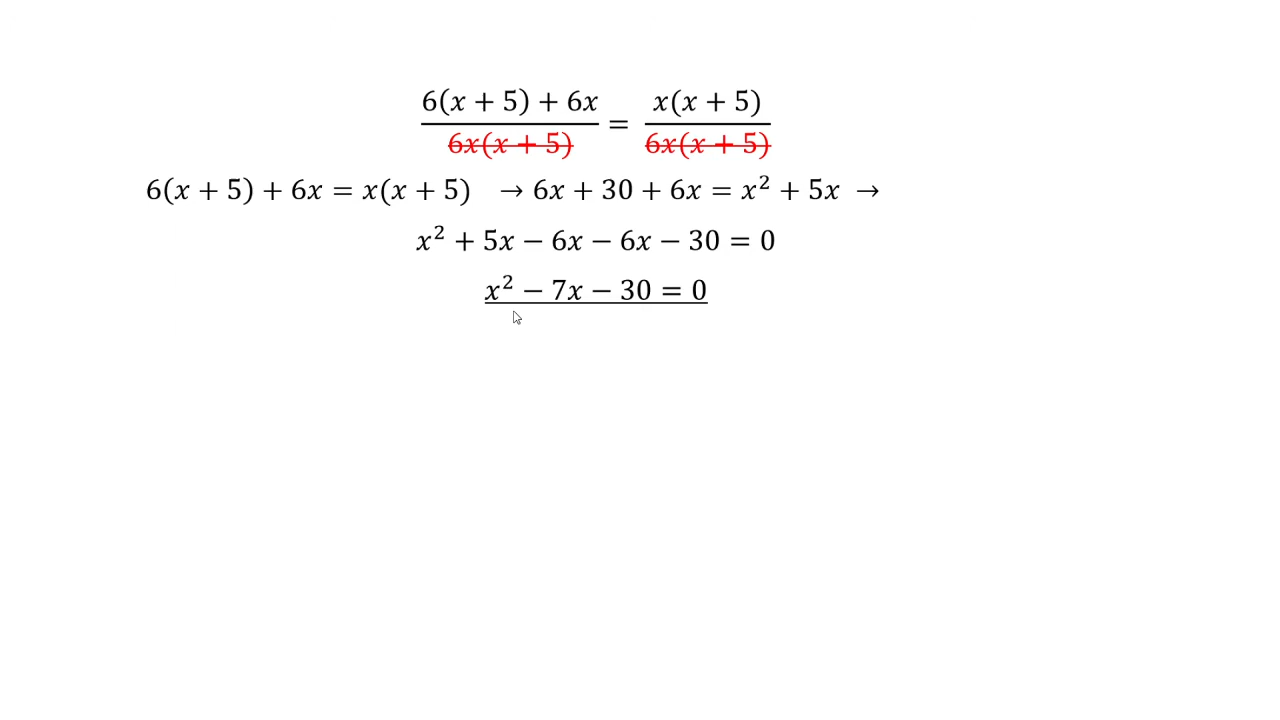 6(x + 5) + 6x / 6x(x + 5) = x(x + 5) / 6x(x + 5)
6(x + 5) + 6x = x(x + 5) → 6x + 30 + 6x = x² + 5x →
x² + 5x − 6x − 6x − 30 = 0
x² − 7x − 30 = 0